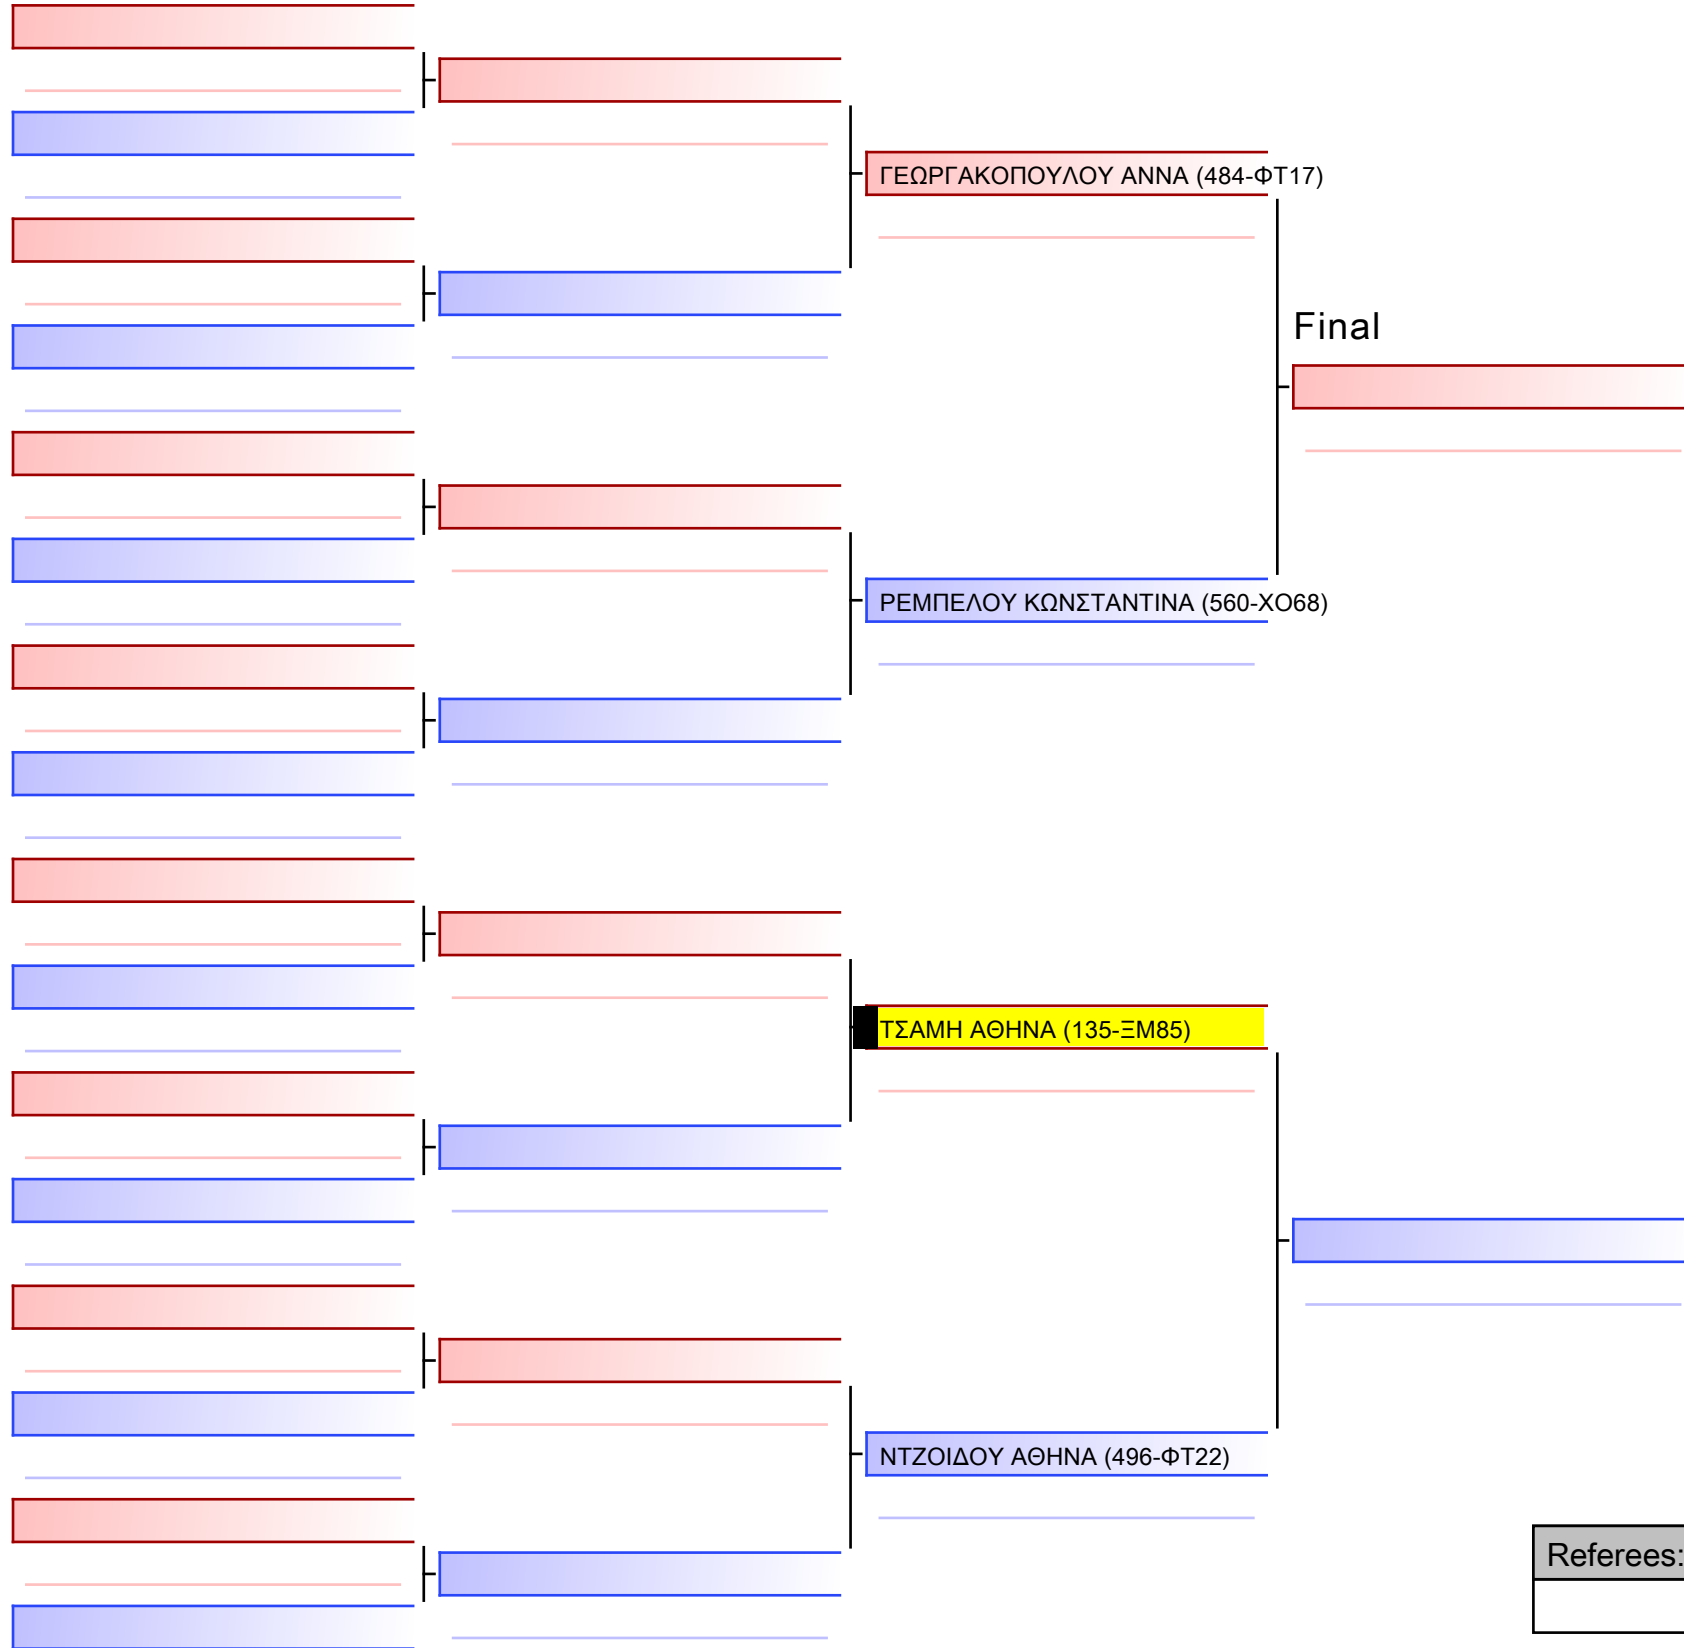 ΓΕΩΡΓΑΚΟΠΟΥΛΟΥ ΑΝΝΑ (484-ΦΤ17)
Final
ΡΕΜΠΕΛΟΥ ΚΩΝΣΤΑΝΤΙΝΑ (560-ΧΟ68)
ΤΣΑΜΗ ΑΘΗΝΑ (135-ΞΜ85)
ΝΤΖΟΙΔΟΥ ΑΘΗΝΑ (496-ΦΤ22)
Referees: